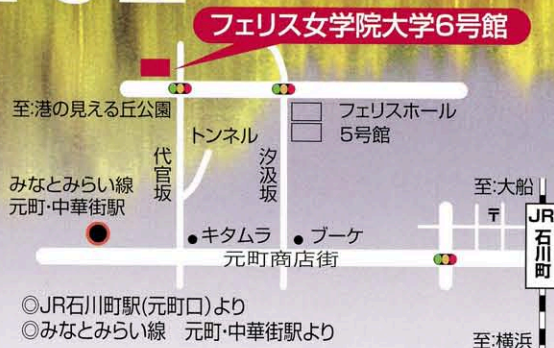 フェリス女学院大学6号館
至:港の見える丘公園
フェリスホール
5号館
トンネル
代官坂
汐汲坂
みなとみらい線
元町・中華街駅
至:大船
〒
JR石川町
●キタムラ
●ブーケ
元町商店街
◎JR石川町駅(元町口)より
◎みなとみらい線 元町・中華街駅より
至:横浜